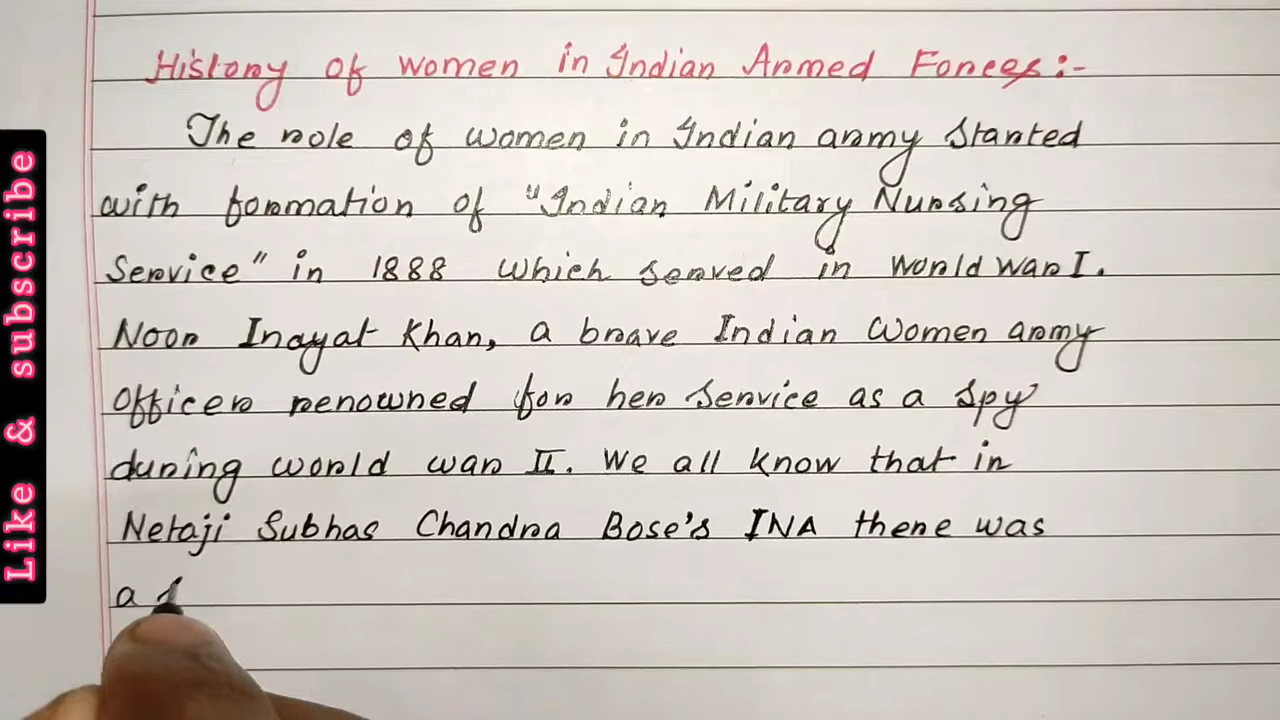 History of women in Indian Armed Forces:-
The role of women in Indian army started
with formation of "Indian Military Nursing
Service" in 1888 which served in world war I.
Noor Inayat Khan, a brave Indian Women army
officer renowned for her service as a spy
during world war II. We all know that in
Netaji Subhas Chandra Bose's INA there was
a
Like & subscribe